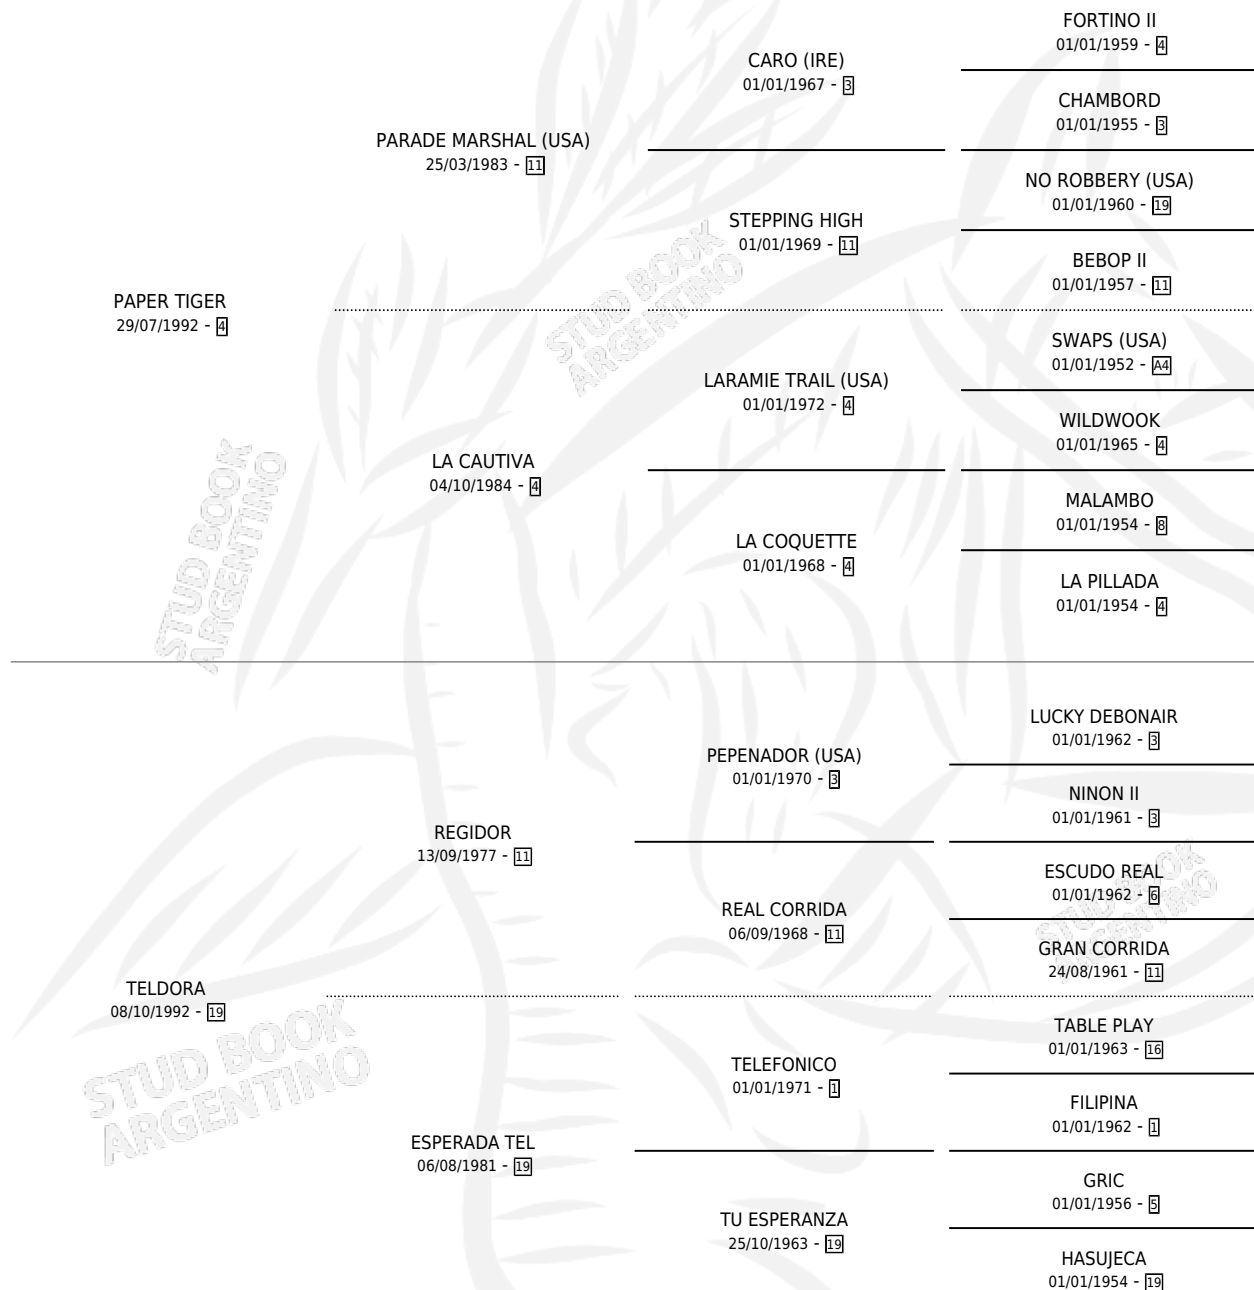 FORTINO II
01/01/1959 - 4
CARO (IRE)
01/01/1967 - 3
CHAMBORD
01/01/1955 - 3
PARADE MARSHAL (USA)
25/03/1983 - 11
NO ROBBERY (USA)
01/01/1960 - 19
STEPPING HIGH
01/01/1969 - 11
BEBOP II
01/01/1957 - 11
PAPER TIGER
29/07/1992 - 4
STUD BOOK
ARGENTINO
SWAPS (USA)
01/01/1952 - A4
LARAMIE TRAIL (USA)
01/01/1972 - 4
WILDWOOK
01/01/1965 - 4
LA CAUTIVA
04/10/1984 - 4
MALAMBO
01/01/1954 - 8
LA COQUETTE
01/01/1968 - 4
LA PILLADA
01/01/1954 - 4
STUD BOOK
ARGENTINO
LUCKY DEBONAIR
01/01/1962 - 3
PEPENADOR (USA)
01/01/1970 - 3
NINON II
01/01/1961 - 3
REGIDOR
13/09/1977 - 11
ESCUDO REAL
01/01/1962 - 6
REAL CORRIDA
06/09/1968 - 11
STUD BOOK
ARGENTINO
GRAN CORRIDA
24/08/1961 - 11
TELDORA
08/10/1992 - 19
TABLE PLAY
01/01/1963 - 16
TELEFONICO
01/01/1971 - 1
STUD BOOK
ARGENTINO
FILIPINA
01/01/1962 - 1
ESPERADA TEL
06/08/1981 - 19
GRIC
01/01/1956 - 5
TU ESPERANZA
25/10/1963 - 19
HASUJECA
01/01/1954 - 19